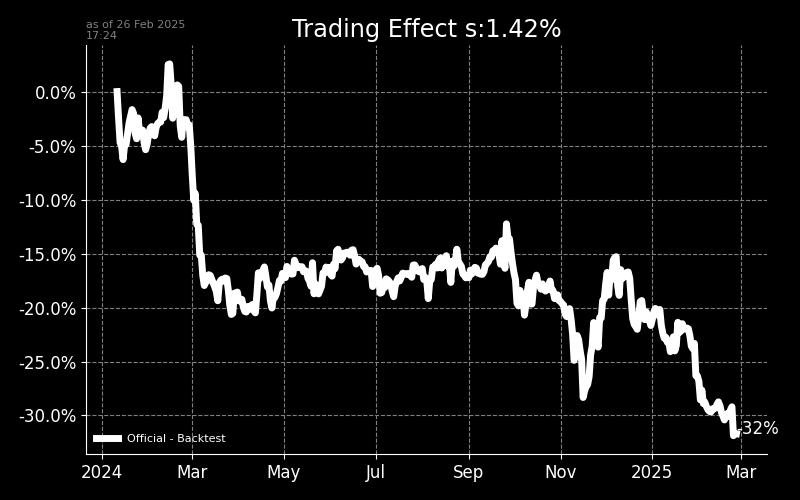 as of 26 Feb 2025
17:24
Trading Effect s:1.42%
0.0%
-5.0%
-10.0%
-15.0%
-20.0%
-25.0%
-30.0%
-32%
Official - Backtest
2024 Mar May Jul Sep Nov 2025 Mar